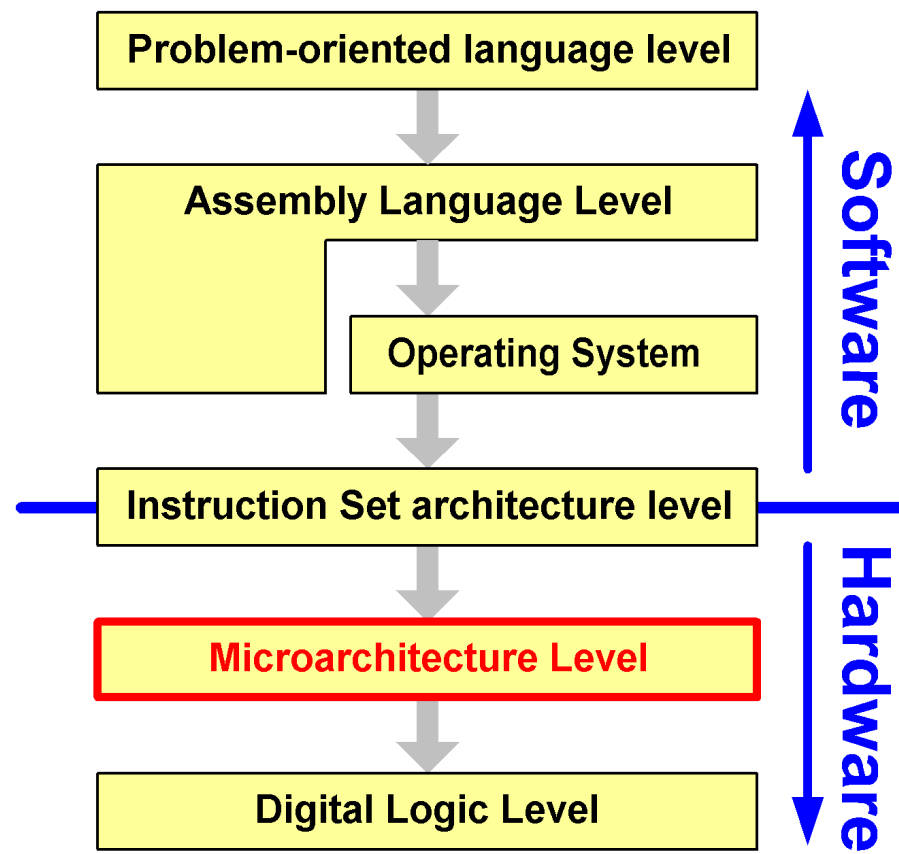 Problem-oriented language level
Assembly Language Level
Operating System
Instruction Set architecture level
Microarchitecture Level
Digital Logic Level
Software
Hardware